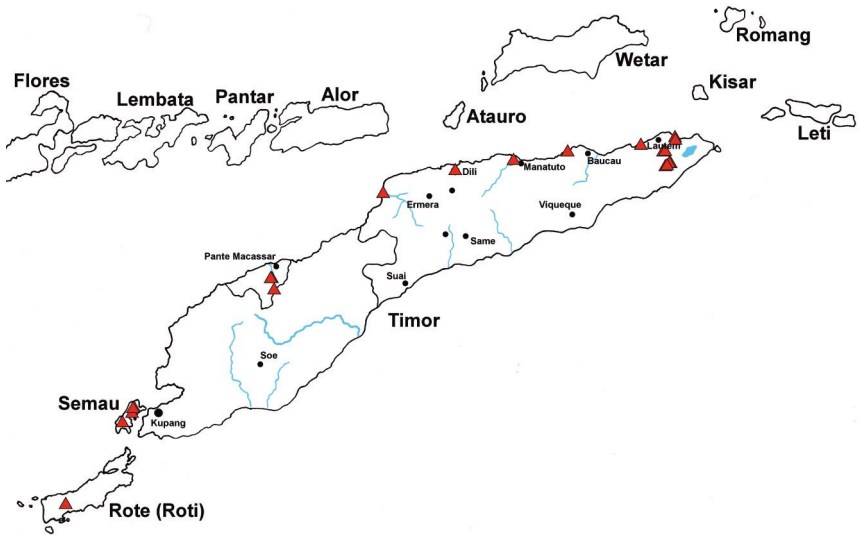 Romang
Wetar
Flores
Kisar
Lembata
Pantar
Alor
Atauro
Leti
Lautem
Baucau
Manatuto
Dili
Ermera
Viqueque
Same
Pante Macassar
Suai
Timor
Soe
Semau
Kupang
Rote (Roti)